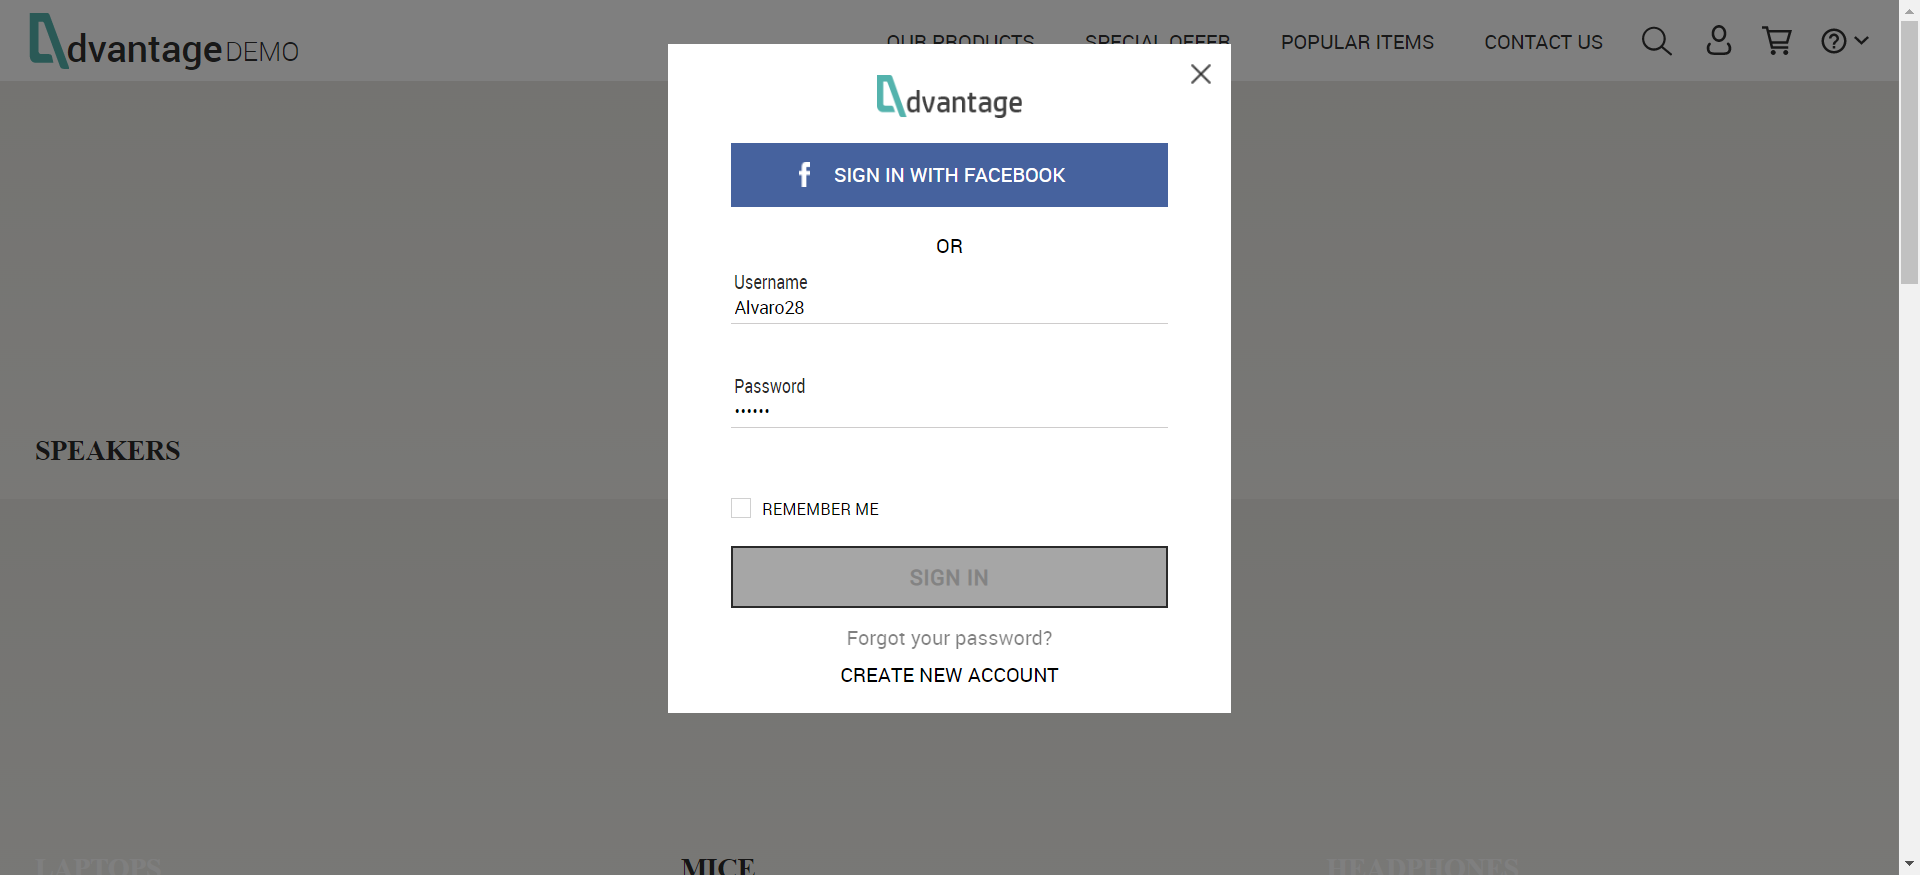 dvantage DEMO
OUR PRODUCTS SPECIAL OFFER POPULAR ITEMS CONTACT US
dvantage
SIGN IN WITH FACEBOOK
OR
Username
Alvaro28
Password
••••••
SPEAKERS
REMEMBER ME
SIGN IN
Forgot your password?
CREATE NEW ACCOUNT
LAPTOPS MICE HEADPHONES